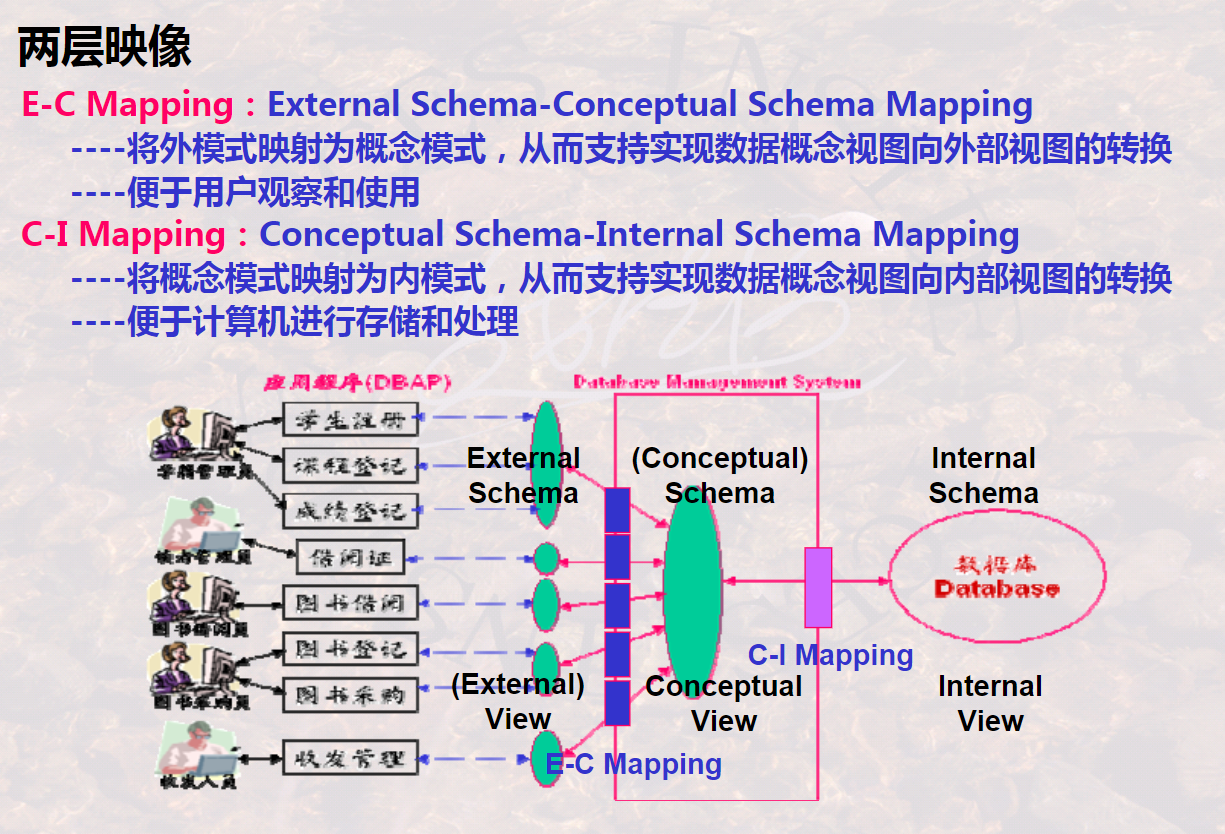 两层映像
E-C Mapping：External Schema-Conceptual Schema Mapping
----将外模式映射为概念模式，从而支持实现数据概念视图向外部视图的转换
----便于用户观察和使用
C-I Mapping：Conceptual Schema-Internal Schema Mapping
----将概念模式映射为内模式，从而支持实现数据概念视图向内部视图的转换
----便于计算机进行存储和处理
应用程序(DBAP)
Database Management System
学生注册
课程登记
成绩登记
学籍管理员
借阅证
读者管理员
图书借阅
图书借阅员
图书登记
图书采购
图书采购员
收发管理
收发人员
External
Schema
(Conceptual)
Schema
Internal
Schema
数据库
Database
C-I Mapping
(External)
View
Conceptual
View
Internal
View
E-C Mapping